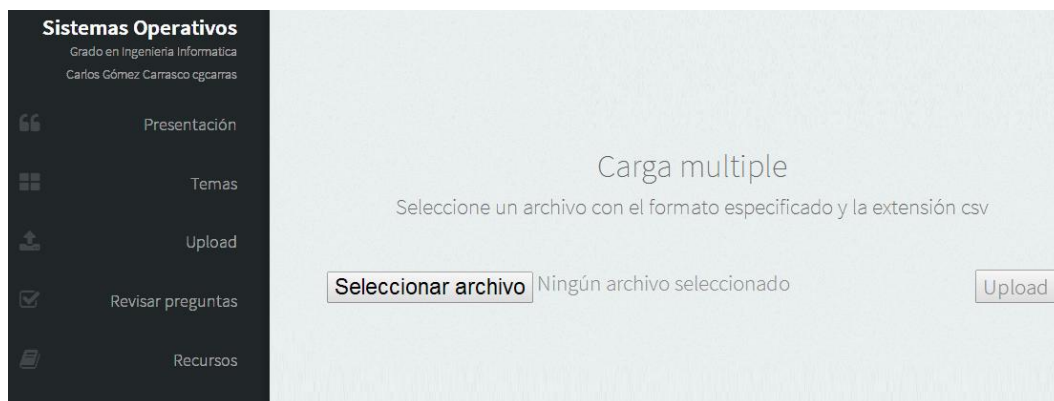 Sistemas Operativos
Grado en Ingenieria Informatica
Carlos Gómez Carrasco cgcarras
Presentación
Temas
Upload
Revisar preguntas
Recursos
Carga multiple
Seleccione un archivo con el formato especificado y la extensión csv
Seleccionar archivo Ningún archivo seleccionado Upload